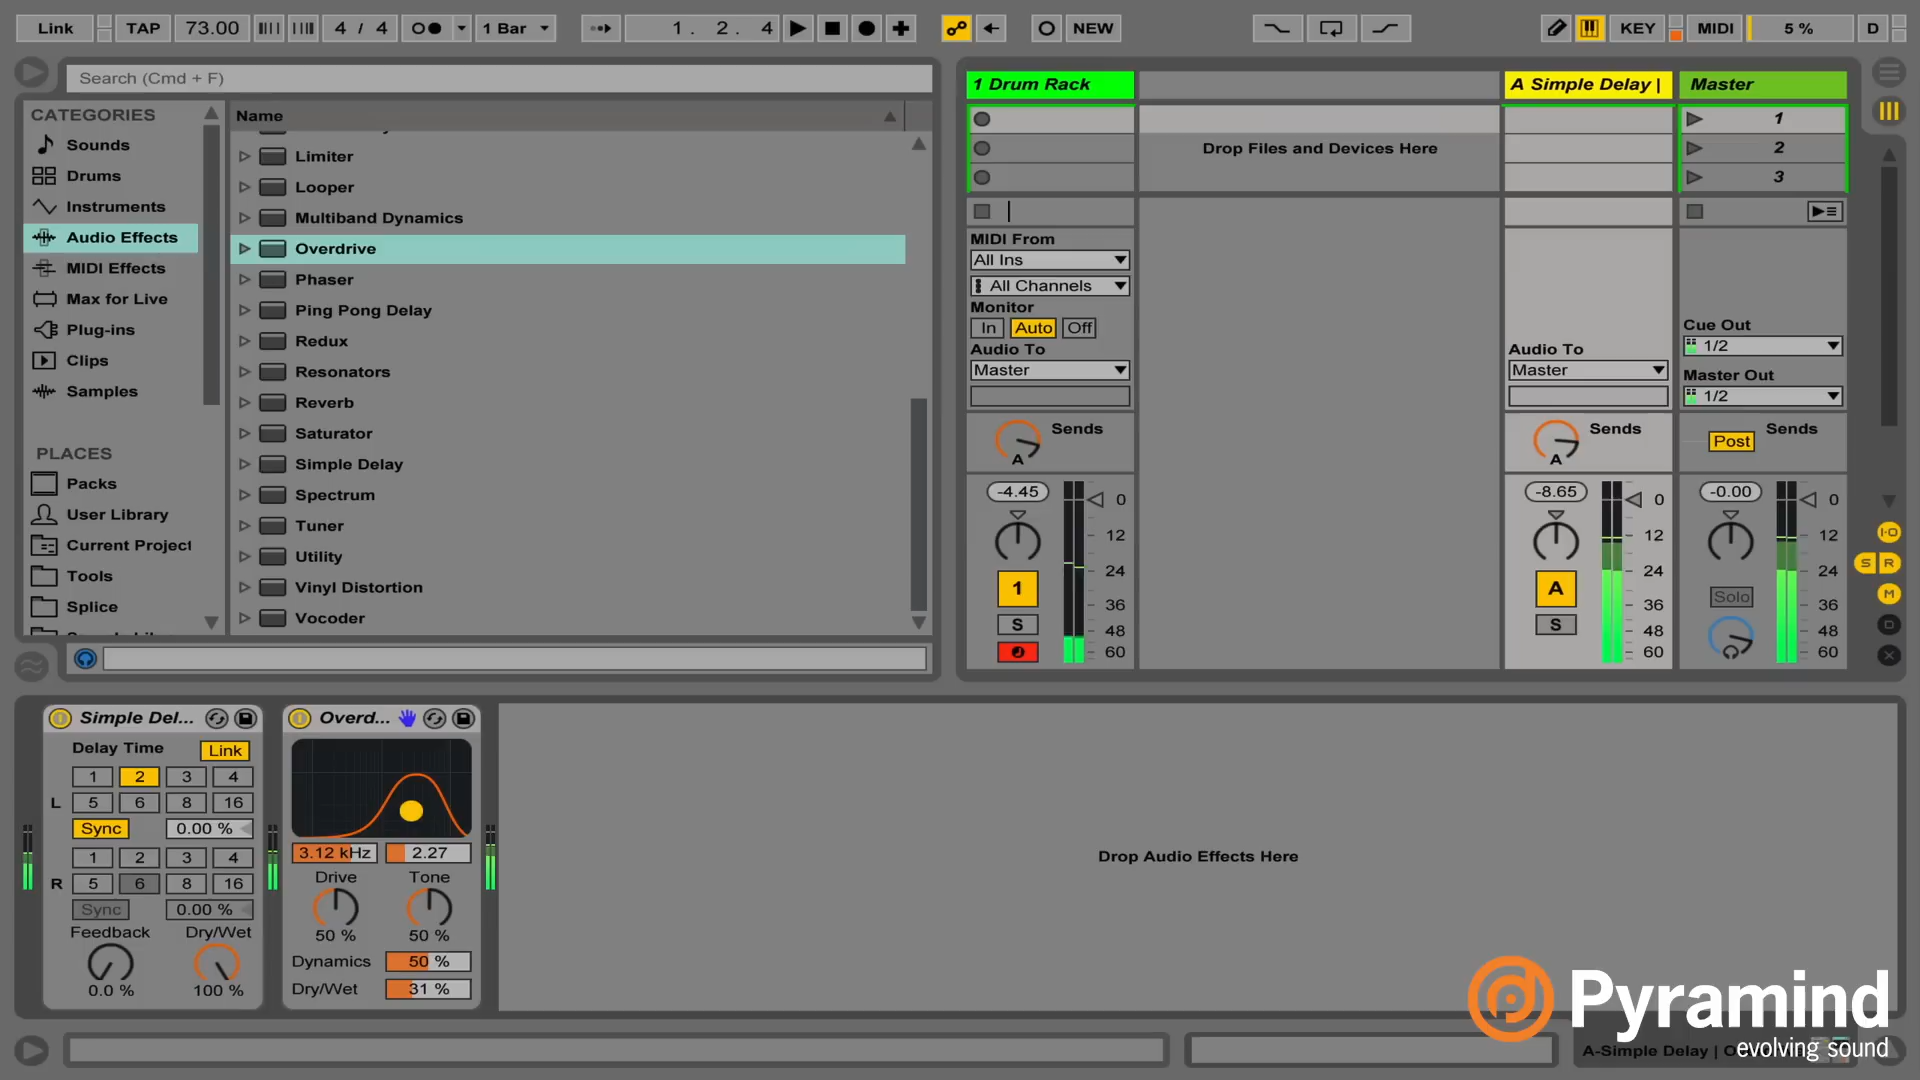 Link TAP 73.00 4 / 4 1 Bar 1. 2. 4 NEW KEY MIDI 5 % D
Search (Cmd + F)
CATEGORIES
Sounds
Drums
Instruments
Audio Effects
MIDI Effects
Max for Live
Plug-ins
Clips
Samples
PLACES
Packs
User Library
Current Project
Tools
Splice
Name
Limiter
Looper
Multiband Dynamics
Overdrive
Phaser
Ping Pong Delay
Redux
Resonators
Reverb
Saturator
Simple Delay
Spectrum
Tuner
Utility
Vinyl Distortion
Vocoder
1 Drum Rack
MIDI From
All Ins
All Channels
Monitor
In Auto Off
Audio To
Master
Sends
A
-4.45
0
12
24
36
48
60
1
S
Drop Files and Devices Here
A Simple Delay |
Audio To
Master
Sends
A
-8.65
0
12
24
36
48
60
A
S
Master
1
2
3
Cue Out
1/2
Master Out
1/2
Sends
Post
-0.00
0
12
24
36
48
60
Solo
I-O
S R
M
D
X
Simple Del...
Delay Time Link
1 2 3 4
L 5 6 8 16
Sync 0.00 %
1 2 3 4
R 5 6 8 16
Sync 0.00 %
Feedback Dry/Wet
0.0 % 100 %
Overd...
3.12 kHz 2.27
Drive Tone
50 % 50 %
Dynamics 50 %
Dry/Wet 31 %
Drop Audio Effects Here
Pyramind
evolving sound
A-Simple Delay |